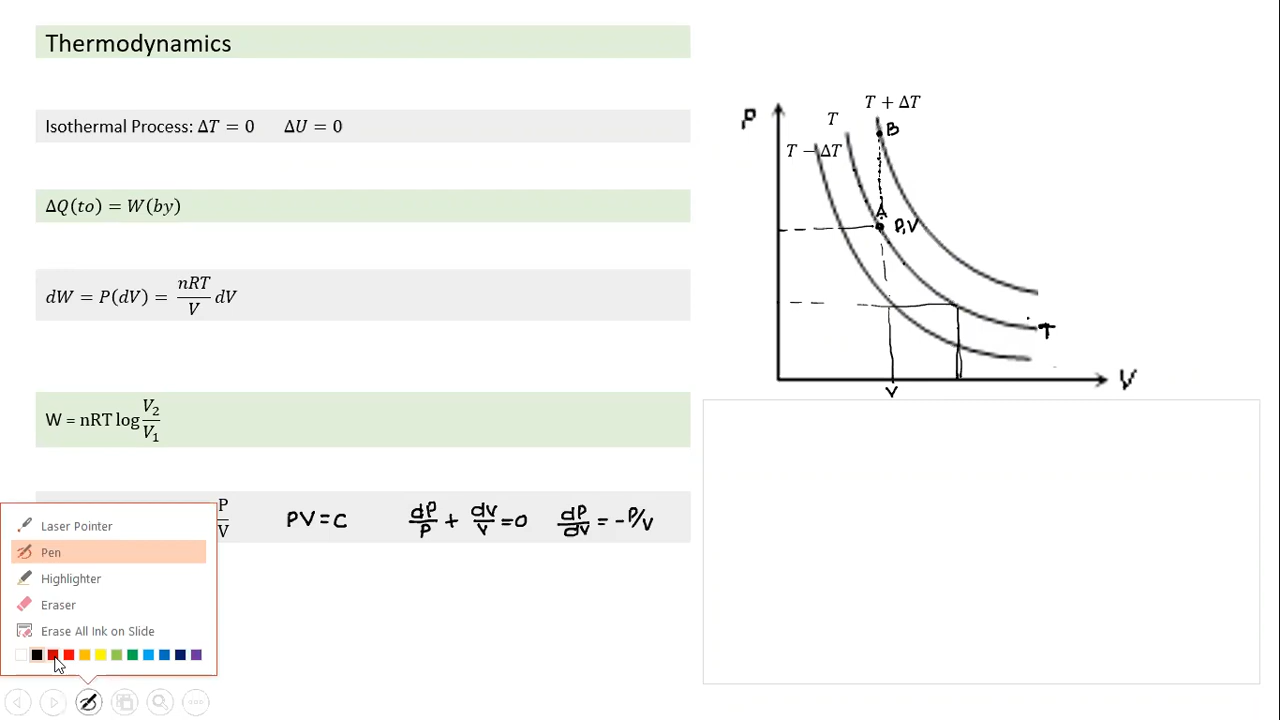 Thermodynamics
Isothermal Process: ΔT = 0 ΔU = 0
ΔQ(to) = W(by)
dW = P(dV) = nRT/V dV
W = nRT log V₂/V₁
P/V PV = C dP/P + dv/v = 0 dP/dv = -P/V
Laser Pointer
Pen
Highlighter
Eraser
Erase All Ink on Slide
T + ΔT
P T B
T − ΔT
A P,V
T
V
V